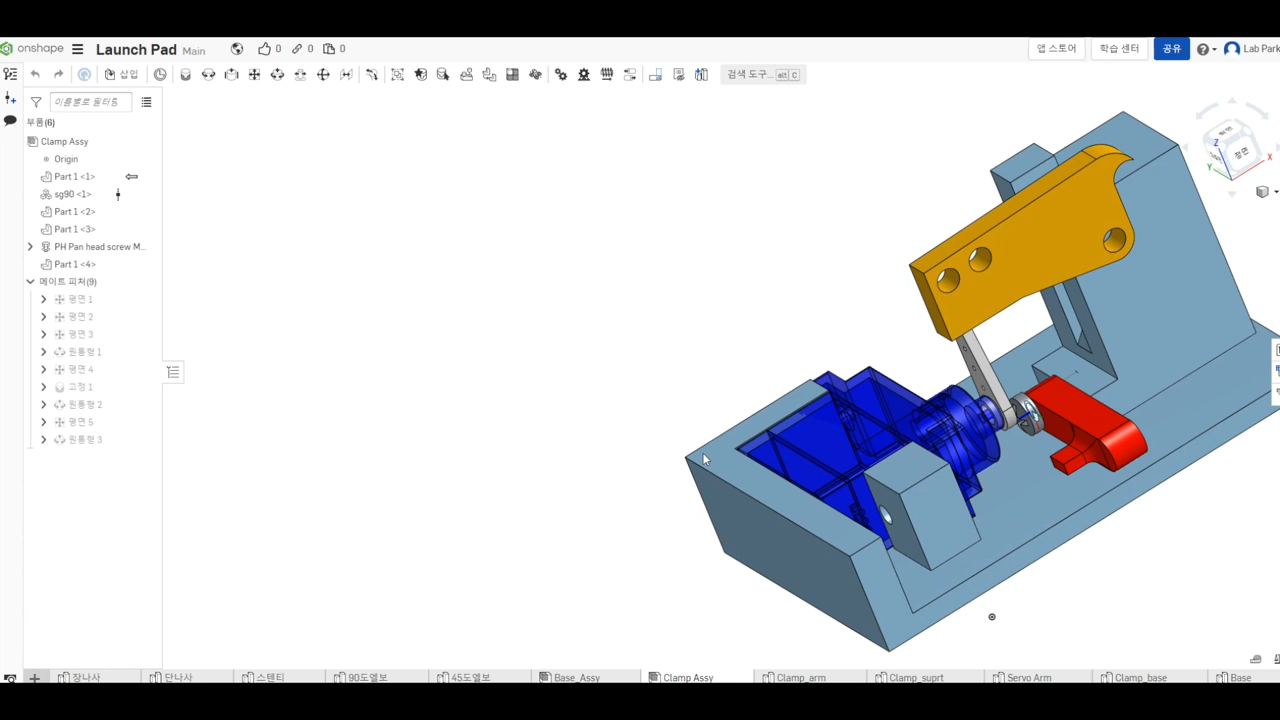 onshape
Launch Pad Main
0
0
0
앱 스토어
학습 센터
공유
Lab Park
삽입
검색 도구... alt C
이름별로 필터링
부품(6)
Clamp Assy
Origin
Part 1 <1>
sg90 <1>
Part 1 <2>
Part 1 <3>
PH Pan head screw M...
Part 1 <4>
메이트 피처(9)
평면 1
평면 2
평면 3
원통형 1
평면 4
고정 1
원통형 2
평면 5
원통형 3
Z
X
Y
정면
장나사
단나사
스텐티
90도엘보
45도엘보
Base_Assy
Clamp Assy
Clamp_arm
Clamp_suprt
Servo Arm
Clamp_base
Base